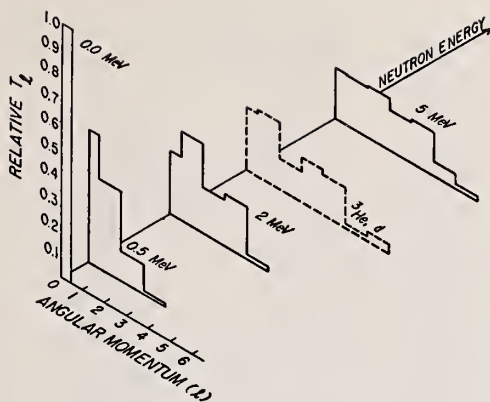 RELATIVE Tℓ
1.0
0.9
0.8
0.7
0.6
0.5
0.4
0.3
0.2
0.1
0
0.0 MeV
0.5 MeV
2 MeV
³He, d
5 MeV
NEUTRON ENERGY
1
2
3
4
5
6
ANGULAR MOMENTUM (ℓ)